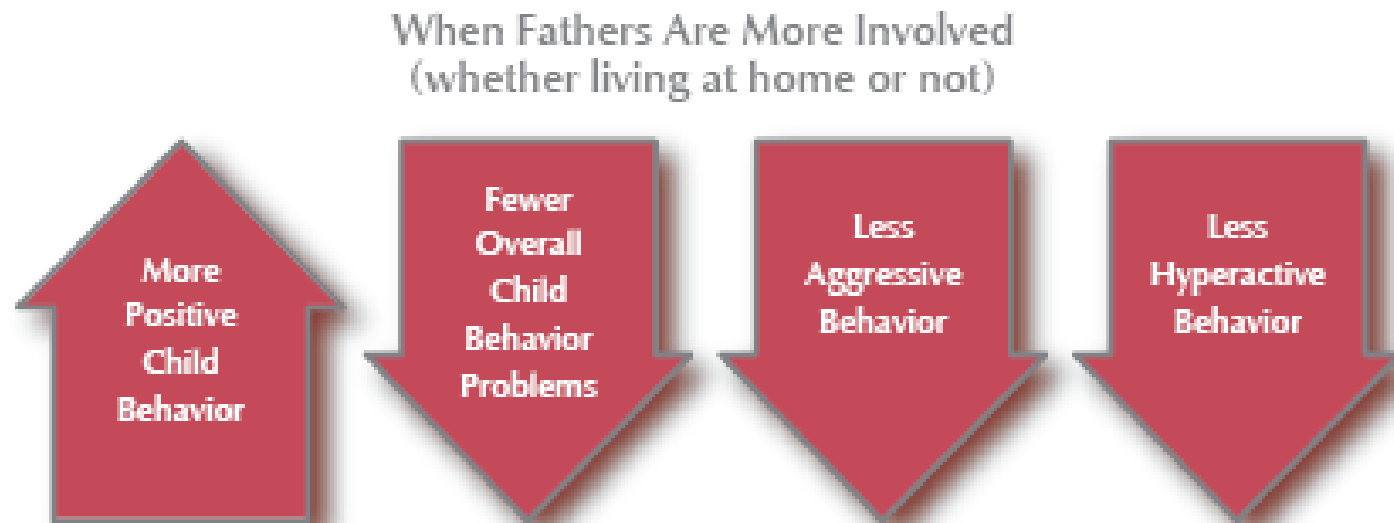 When Fathers Are More Involved
(whether living at home or not)
More
Positive
Child
Behavior
Fewer
Overall
Child
Behavior
Problems
Less
Aggressive
Behavior
Less
Hyperactive
Behavior